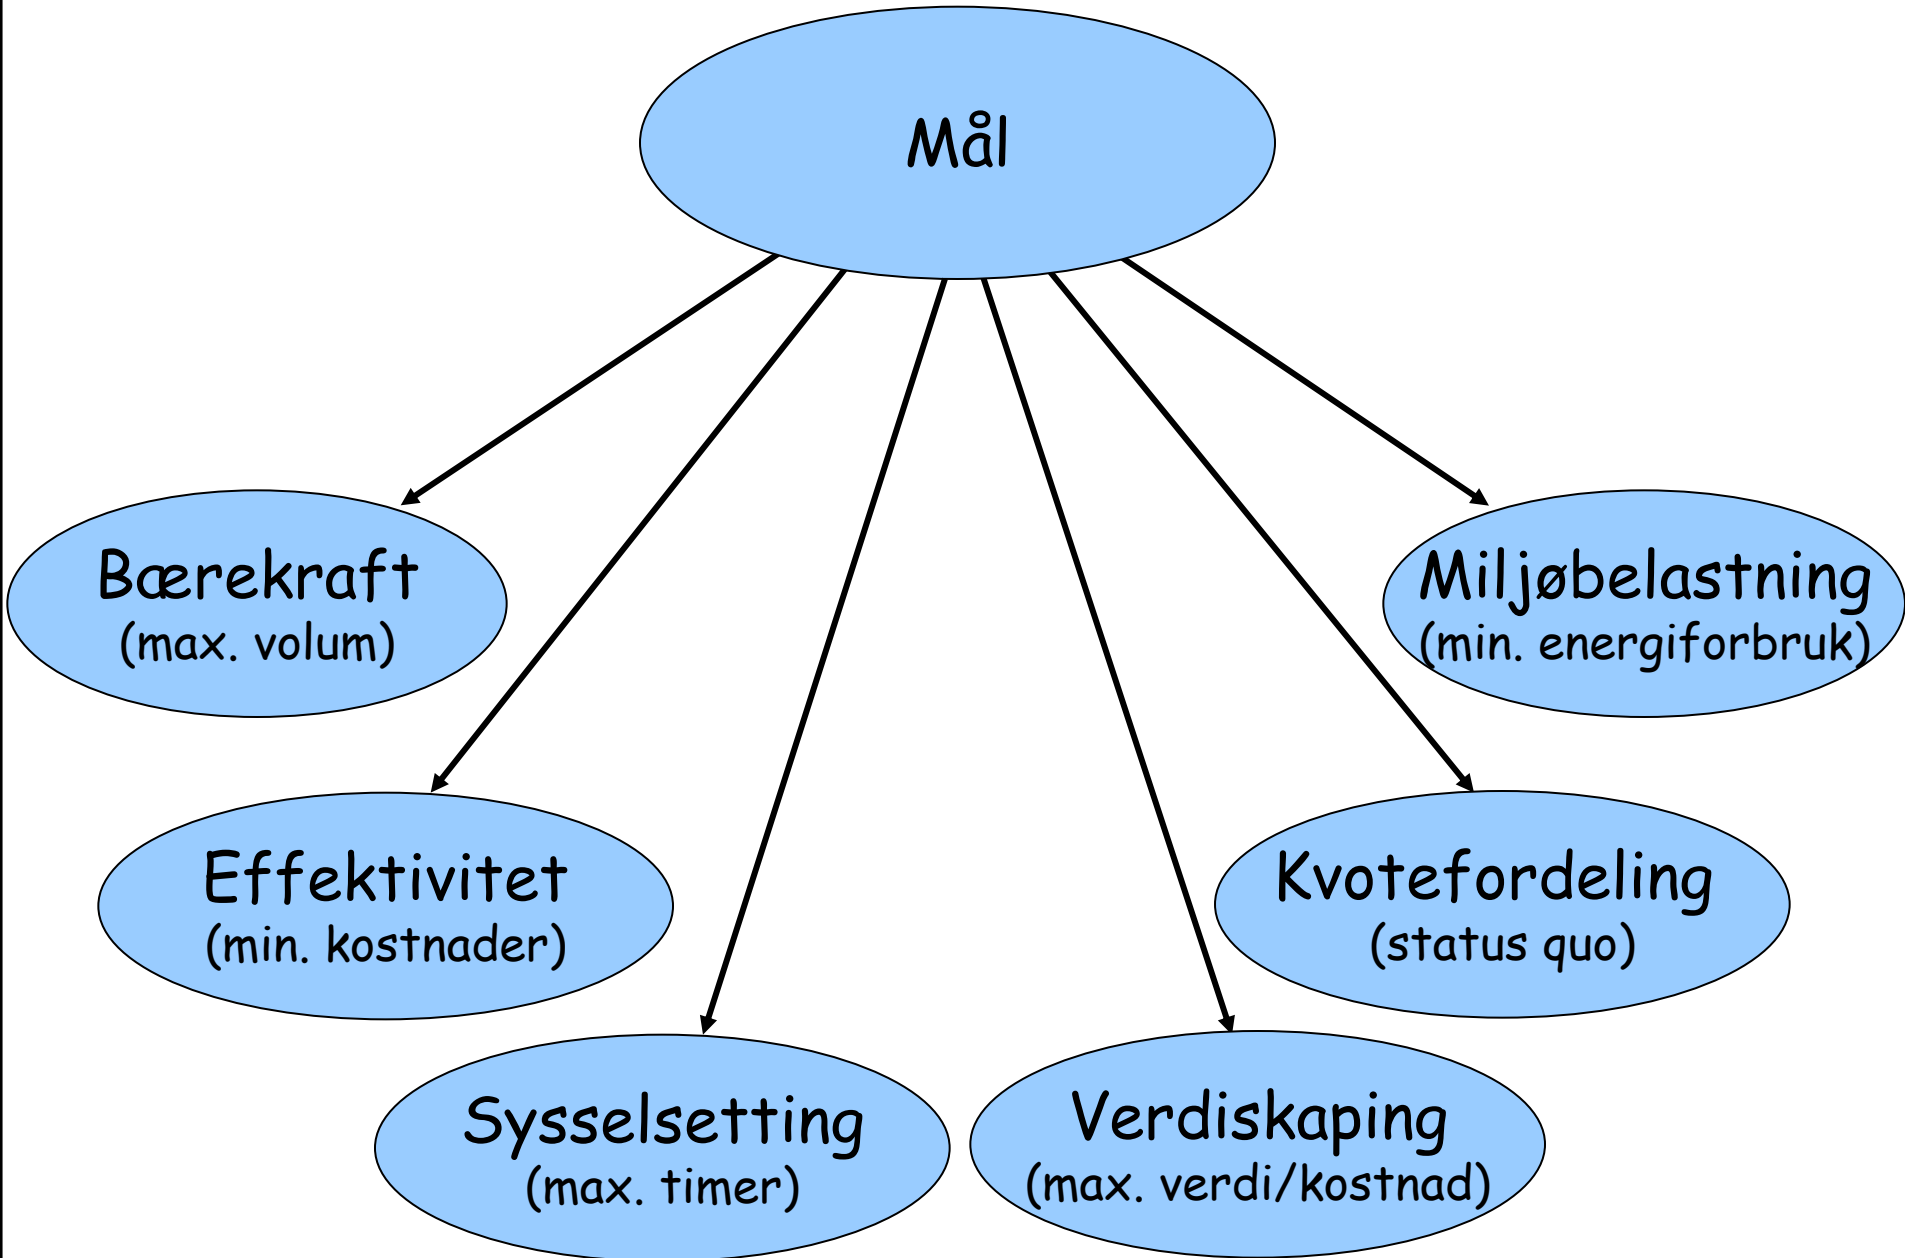 Mål
Bærekraft
(max. volum)
Miljøbelastning
(min. energiforbruk)
Effektivitet
(min. kostnader)
Kvotefordeling
(status quo)
Sysselsetting
(max. timer)
Verdiskaping
(max. verdi/kostnad)